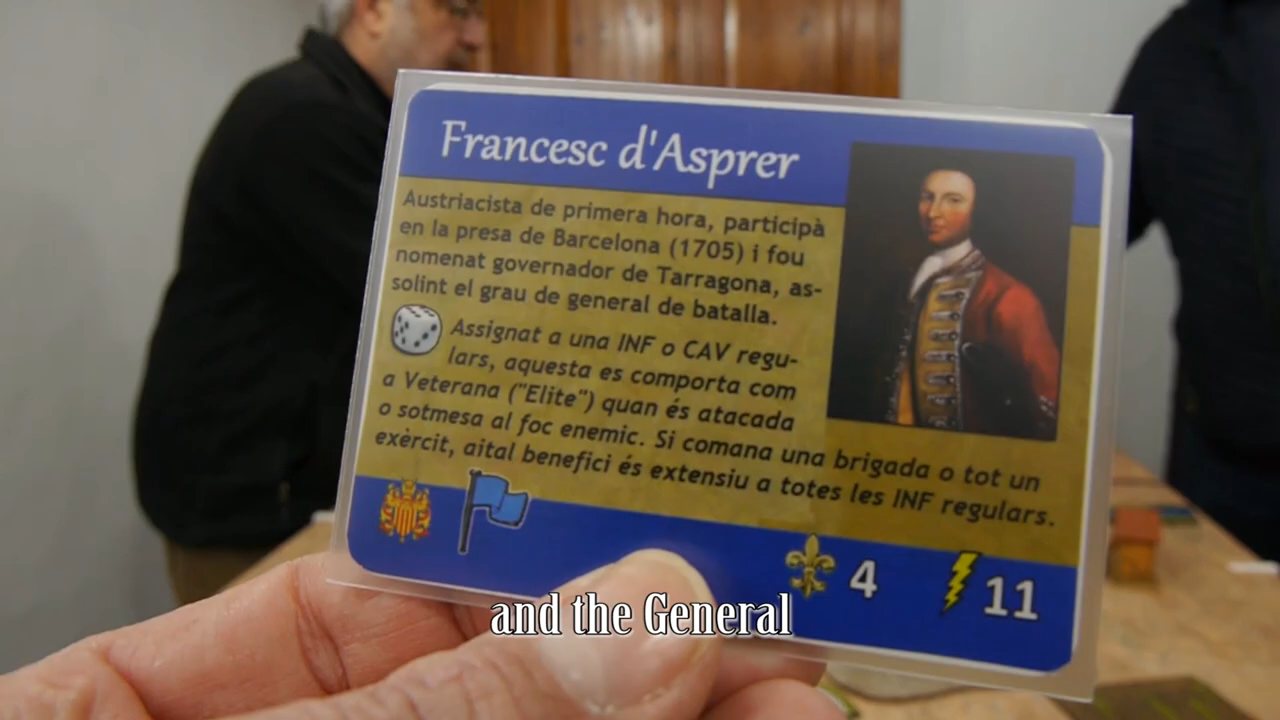 Francesc d'Asprer
Austriacista de primera hora, participà
en la presa de Barcelona (1705) i fou
nomenat governador de Tarragona, as-
solint el grau de general de batalla.
Assignat a una INF o CAV regu-
lars, aquesta es comporta com
a Veterana ("Elite") quan és atacada
o sotmesa al foc enemic. Si comana una brigada o tot un
exèrcit, aital benefici és extensiu a totes les INF regulars.
4
11
and the General